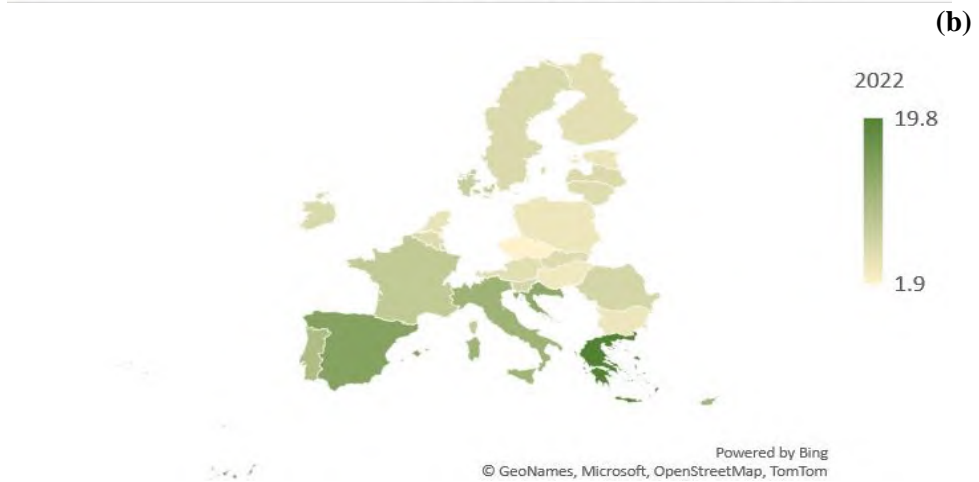 (b)
2022
19.8
1.9
Powered by Bing
© GeoNames, Microsoft, OpenStreetMap, TomTom